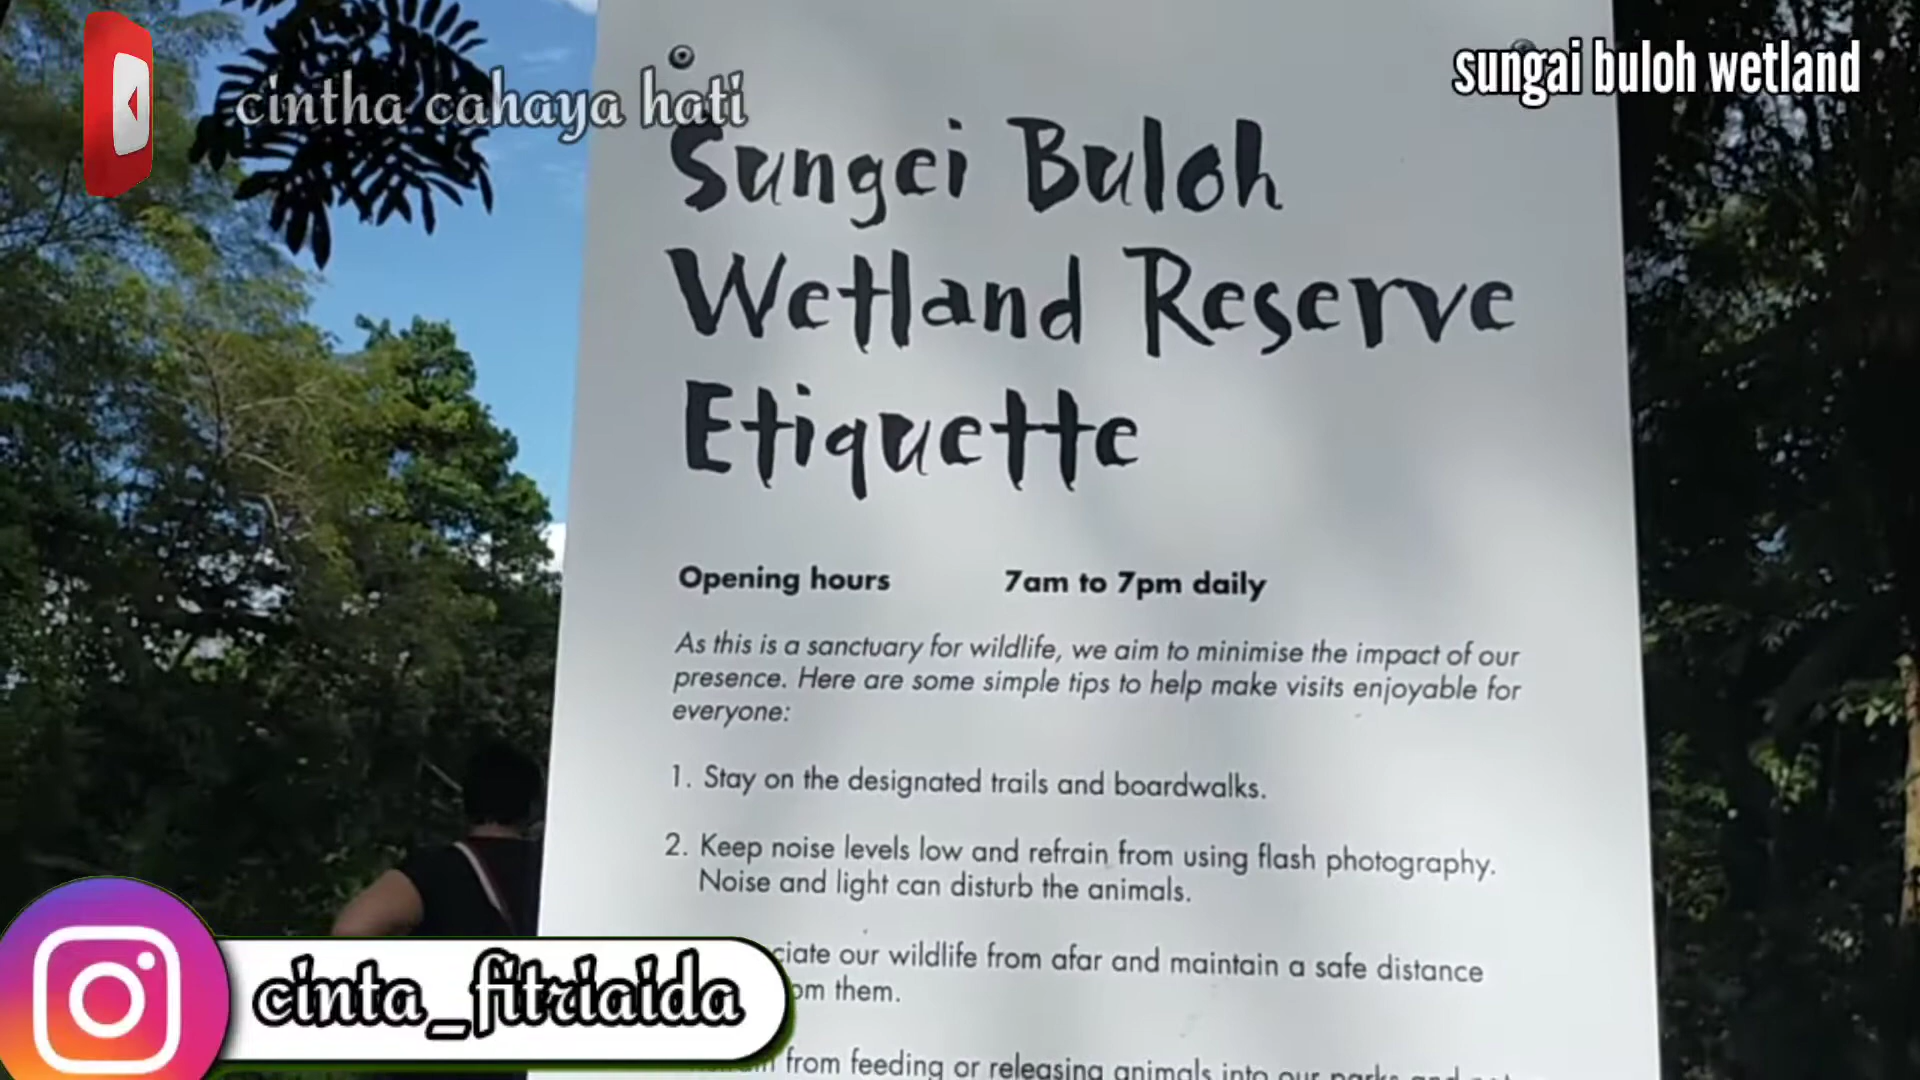 cintha cahaya hati
sungai buloh wetland
Sungei Buloh
Wetland Reserve
Etiquette
Opening hours 7am to 7pm daily
As this is a sanctuary for wildlife, we aim to minimise the impact of our
presence. Here are some simple tips to help make visits enjoyable for
everyone:
1. Stay on the designated trails and boardwalks.
2. Keep noise levels low and refrain from using flash photography.
Noise and light can disturb the animals.
our wildlife from afar and maintain a safe distance
them.
from feeding or releasing animals into our parks and
cinta_fitriaida